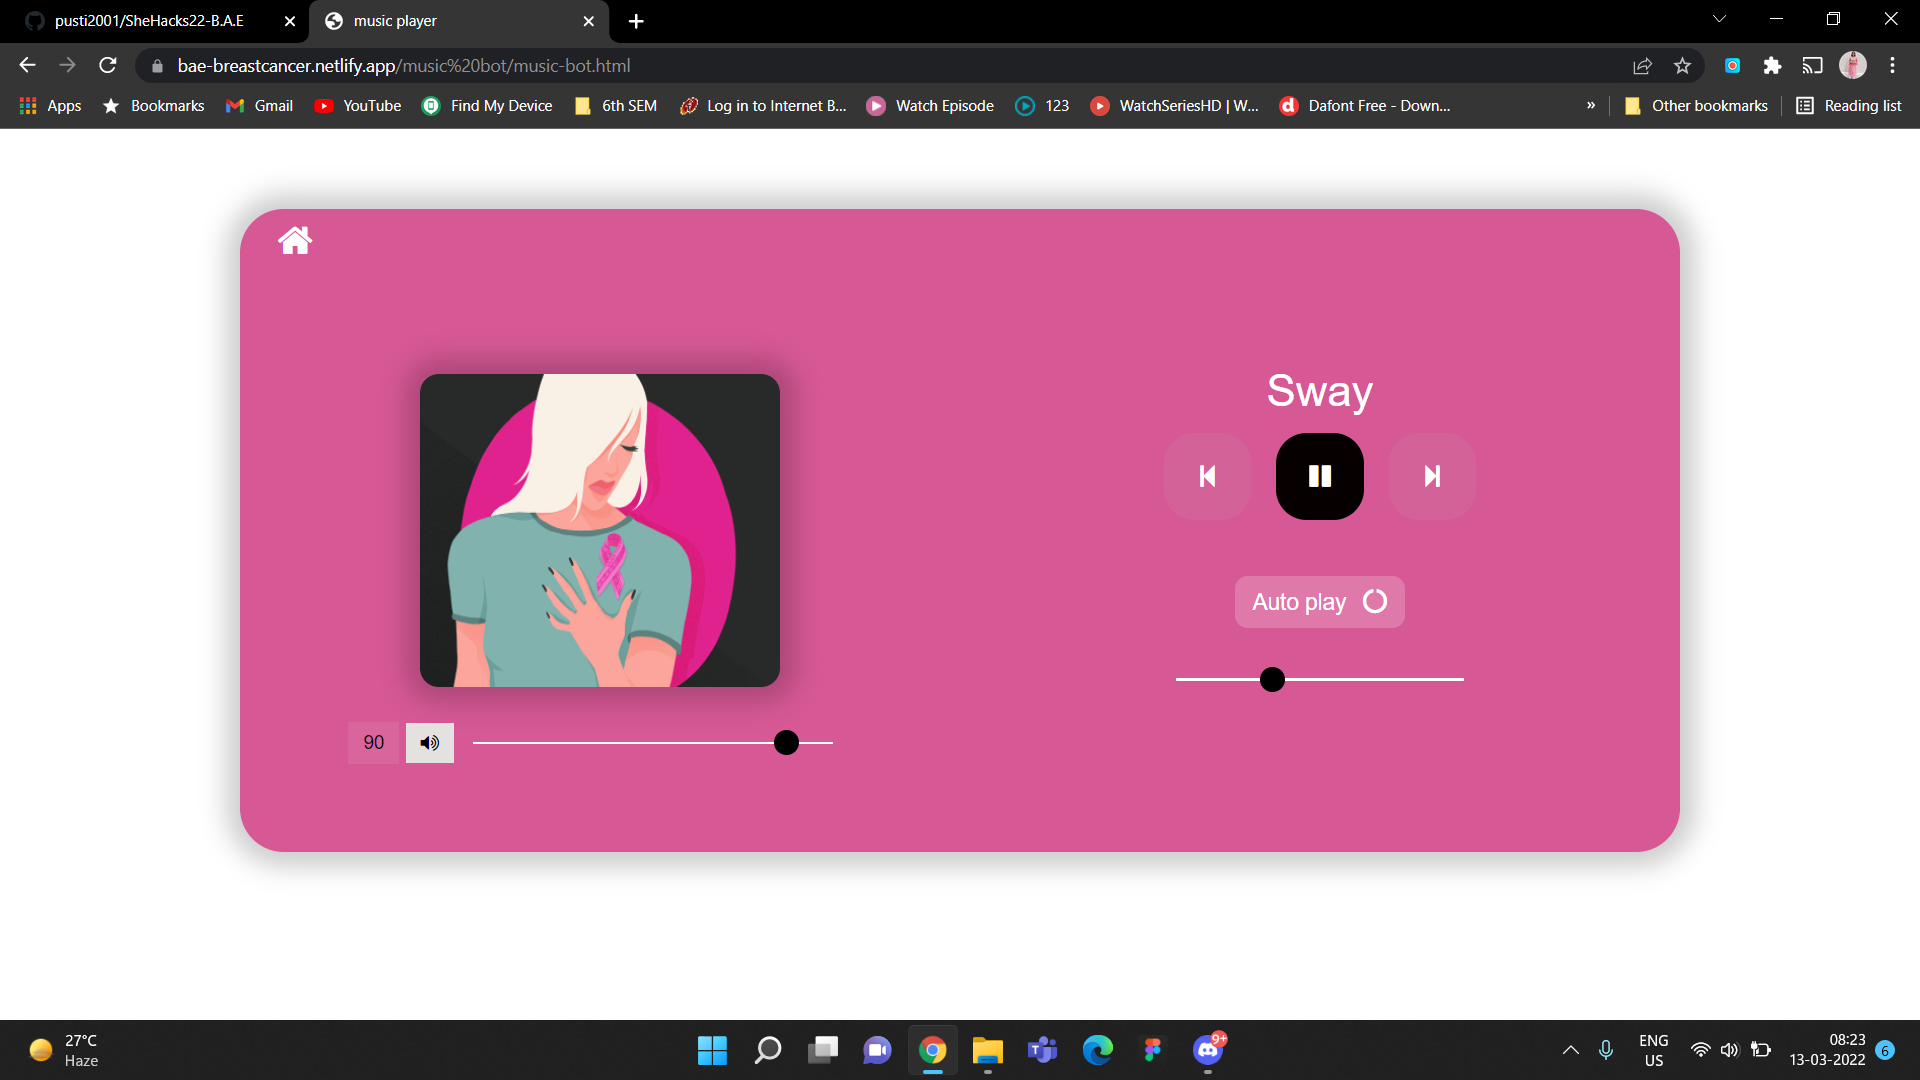 pusti2001/SheHacks22-B.A.E
music player
bae-breastcancer.netlify.app/music%20bot/music-bot.html
Apps
Bookmarks
Gmail
YouTube
Find My Device
6th SEM
Log in to Internet B...
Watch Episode
123
WatchSeriesHD | W...
Dafont Free - Down...
»
Other bookmarks
Reading list
Sway
Auto play
90
27°C
Haze
9+
ENG
US
08:23
13-03-2022
6